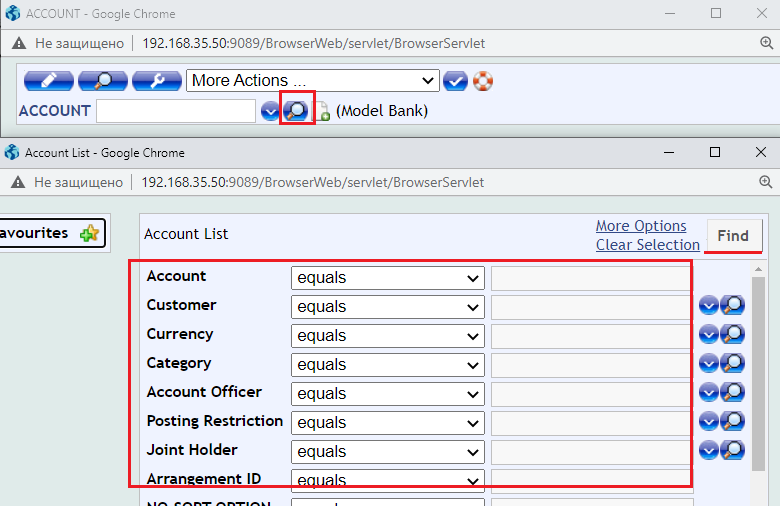 ACCOUNT - Google Chrome
Не защищено 192.168.35.50:9089/BrowserWeb/servlet/BrowserServlet
More Actions ...
ACCOUNT (Model Bank)
Account List - Google Chrome
Не защищено 192.168.35.50:9089/BrowserWeb/servlet/BrowserServlet
avourites Account List More Options Find
Clear Selection
Account equals
Customer equals
Currency equals
Category equals
Account Officer equals
Posting Restriction equals
Joint Holder equals
Arrangement ID equals
NO SORT OPTION